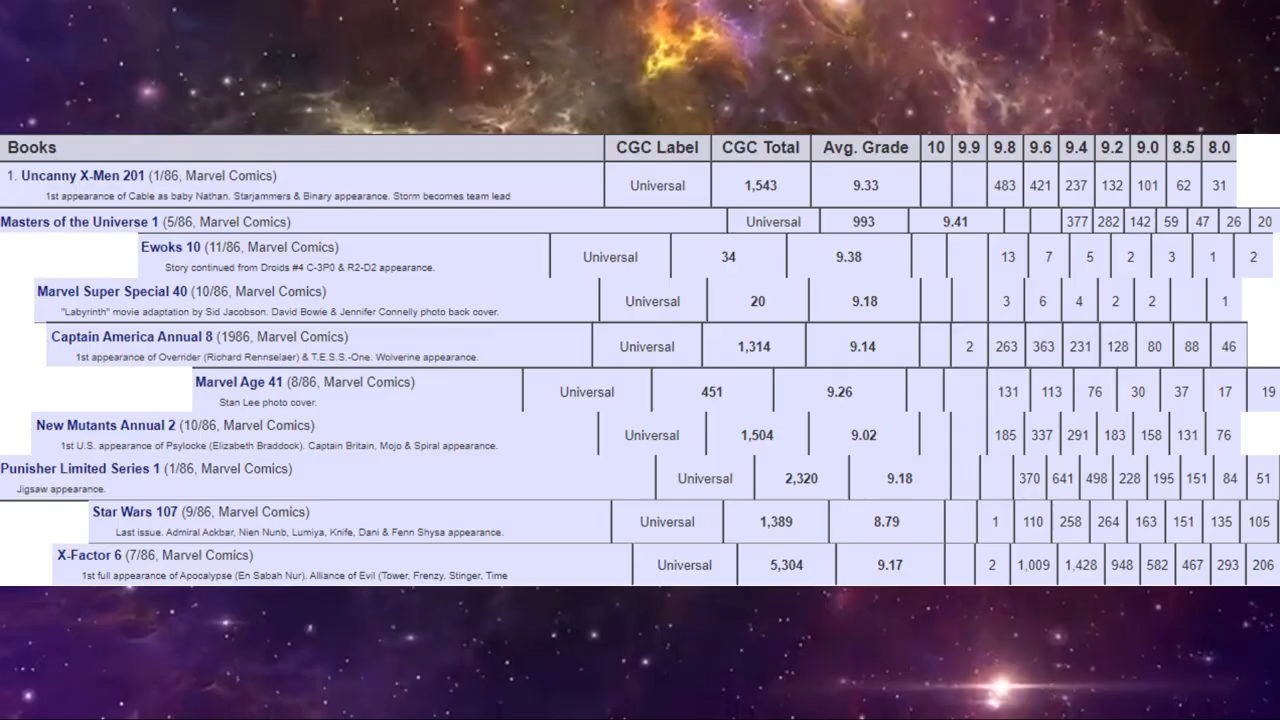 Books CGC Label CGC Total Avg. Grade 10 9.9 9.8 9.6 9.4 9.2 9.0 8.5 8.0
1. Uncanny X-Men 201 (1/86, Marvel Comics) Universal 1,543 9.33 483 421 237 132 101 62 31
1st appearance of Cable as baby Nathan. Starjammers & Binary appearance. Storm becomes team lead
Masters of the Universe 1 (5/86, Marvel Comics) Universal 993 9.41 377 282 142 59 47 26 20
Ewoks 10 (11/86, Marvel Comics) Universal 34 9.38 13 7 5 2 3 1 2
Story continued from Droids #4 C-3P0 & R2-D2 appearance.
Marvel Super Special 40 (10/86, Marvel Comics) Universal 20 9.18 3 6 4 2 2 1
"Labyrinth" movie adaptation by Sid Jacobson. David Bowie & Jennifer Connelly photo back cover.
Captain America Annual 8 (1986, Marvel Comics) Universal 1,314 9.14 2 263 363 231 128 80 88 46
1st appearance of Overrider (Richard Rennselaer) & T.E.S.S.-One. Wolverine appearance.
Marvel Age 41 (8/86, Marvel Comics) Universal 451 9.26 131 113 76 30 37 17 19
Stan Lee photo cover.
New Mutants Annual 2 (10/86, Marvel Comics) Universal 1,504 9.02 185 337 291 183 158 131 76
1st U.S. appearance of Psylocke (Elizabeth Braddock). Captain Britain, Mojo & Spiral appearance.
Punisher Limited Series 1 (1/86, Marvel Comics) Universal 2,320 9.18 370 641 498 228 195 151 84 51
Jigsaw appearance.
Star Wars 107 (9/86, Marvel Comics) Universal 1,389 8.79 1 110 258 264 163 151 135 105
Last issue. Admiral Ackbar, Nien Nunb, Lumiya, Knife, Dani & Fenn Shysa appearance.
X-Factor 6 (7/86, Marvel Comics) Universal 5,304 9.17 2 1,009 1,428 948 582 467 293 206
1st full appearance of Apocalypse (En Sabah Nur). Alliance of Evil (Tower, Frenzy, Stinger, Time